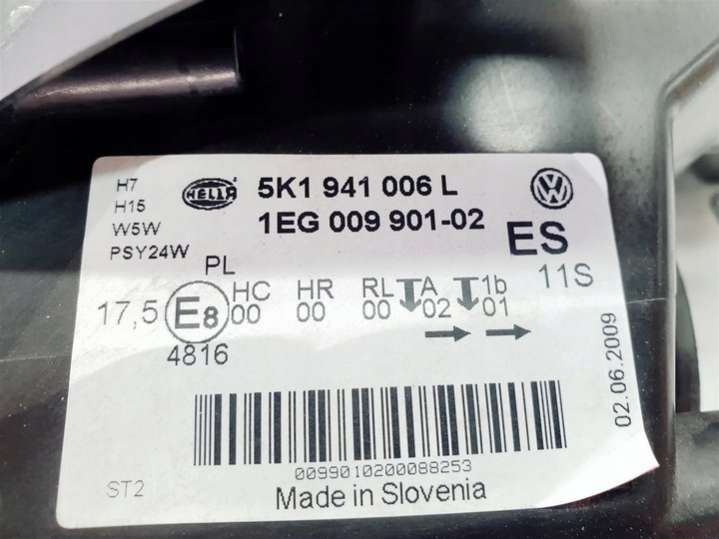 H7
H15
W5W
PSY24W
HELLA
5K1 941 006 L
1EG 009 901-02
ES
11S
PL
17,5 E8 HC HR RL A 1b
00 00 00 02 01
4816
02.06.2009
0099010200088253
ST2
Made in Slovenia